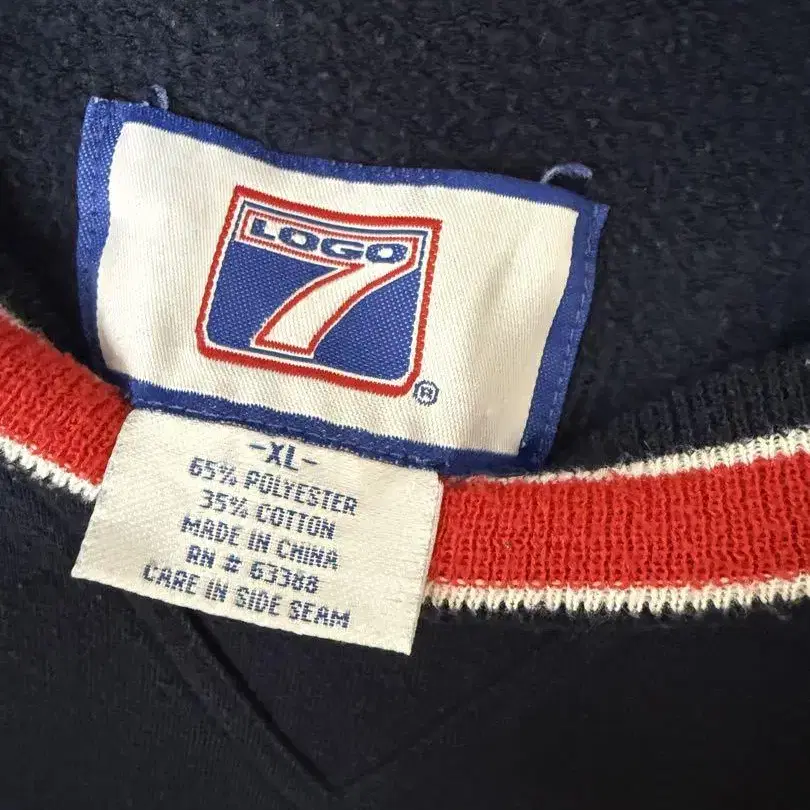 LOGO
7
®
-XL-
65% POLYESTER
35% COTTON
MADE IN CHINA
RN # 63388
CARE IN SIDE SEAM